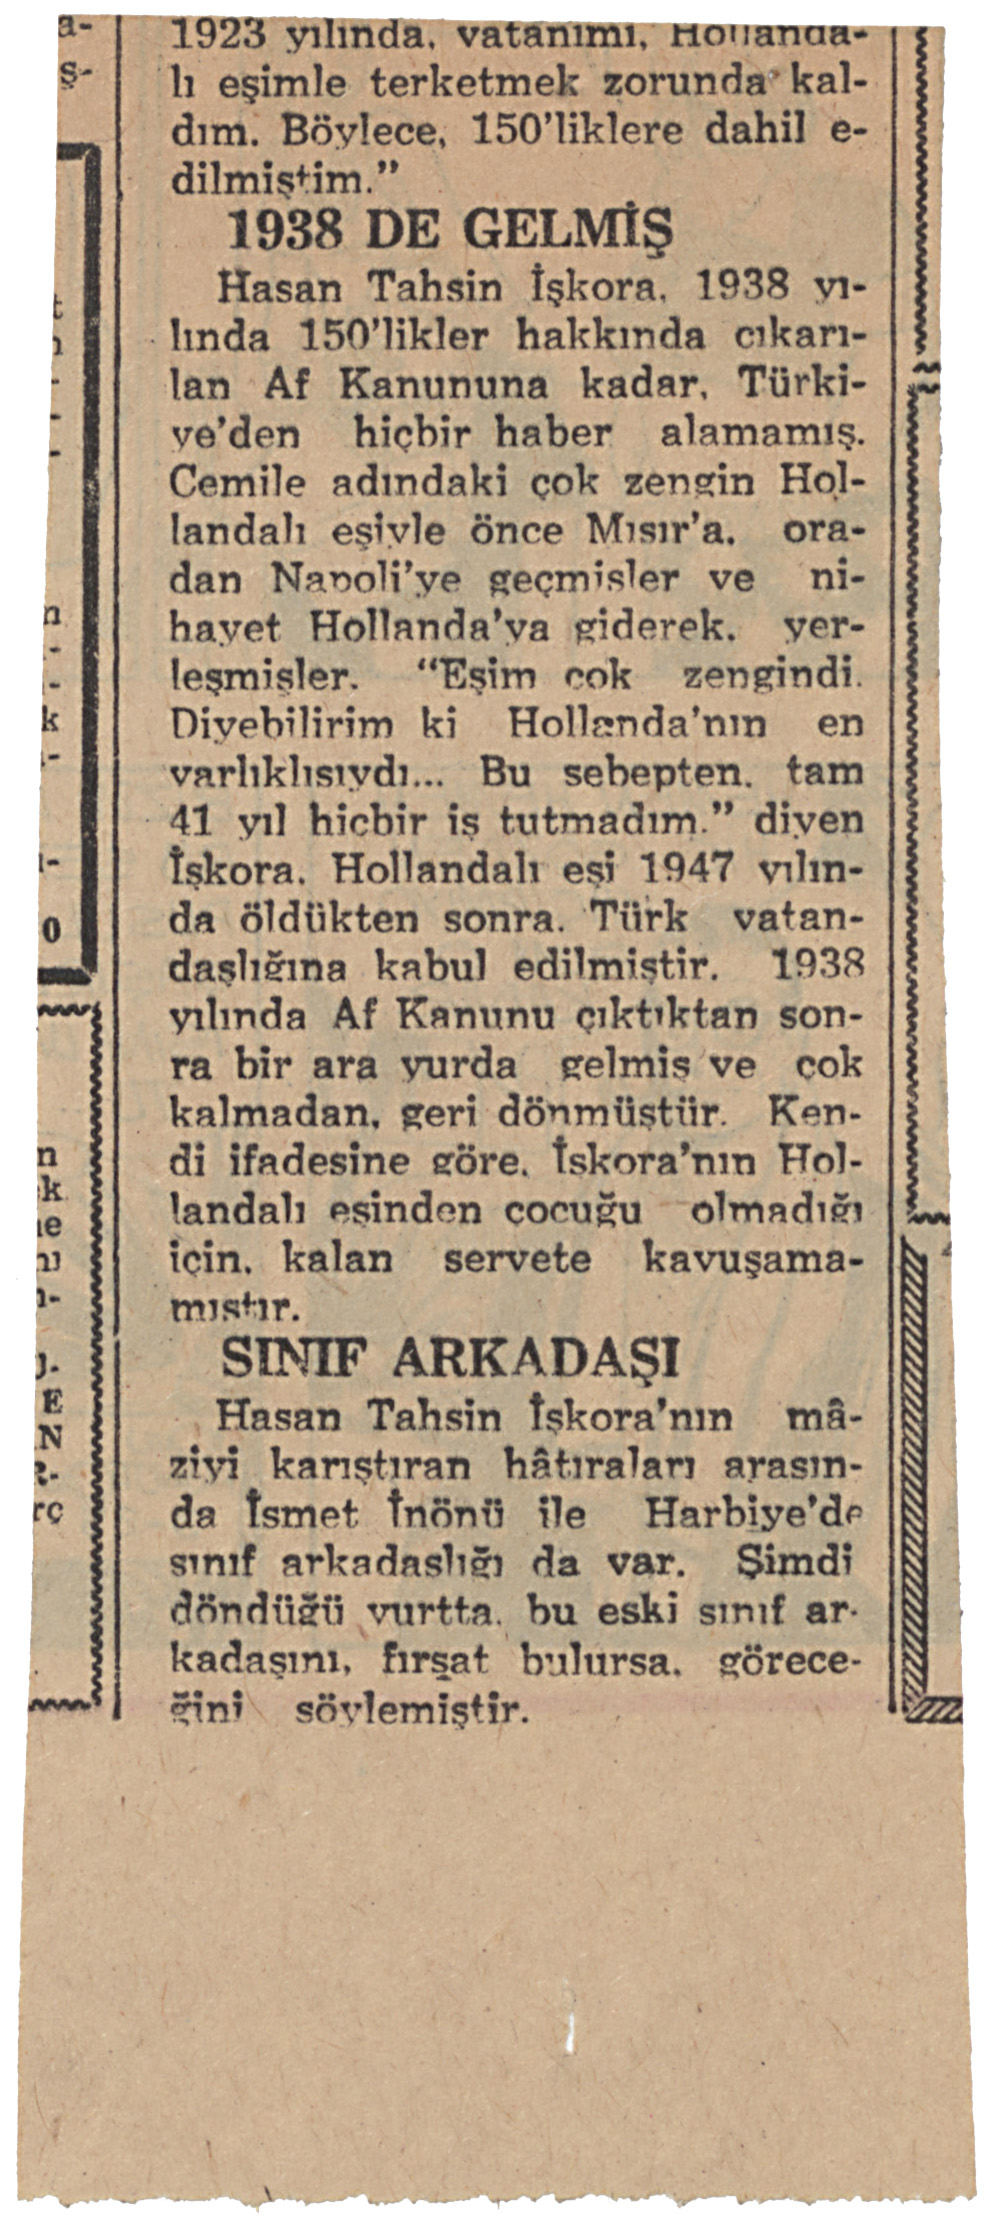 1923 yılında, vatanımı, Hollanda-
lı eşimle terketmek zorunda kal-
dım. Böylece, 150'liklere dahil e-
dilmiştim.”
1938 DE GELMİŞ
Hasan Tahsin İşkora, 1938 yı-
lında 150'likler hakkında çıkarı-
lan Af Kanununa kadar, Türki-
ye'den hiçbir haber alamamış.
Cemile adındaki çok zengin Hol-
landalı eşiyle önce Mısır'a, ora-
dan Napoli'ye geçmişler ve ni-
hayet Hollanda'ya giderek, yer-
leşmişler. “Eşim çok zengindi.
Diyebilirim ki Hollanda'nın en
varlıklısıydı... Bu sebepten, tam
41 yıl hiçbir iş tutmadım.” diyen
İşkora, Hollandalı eşi 1947 yılın-
da öldükten sonra, Türk vatan-
daşlığına kabul edilmiştir. 1938
yılında Af Kanunu çıktıktan son-
ra bir ara yurda gelmiş ve çok
kalmadan, geri dönmüştür. Ken-
di ifadesine göre, İşkora'nın Hol-
landalı eşinden çocuğu olmadığı
için, kalan servete kavuşama-
mıştır.
SINIF ARKADAŞI
Hasan Tahsin İşkora'nın mâ-
ziyi karıştıran hâtıraları arasın-
da İsmet İnönü ile Harbiye'de
sınıf arkadaşlığı da var. Şimdi
döndüğü yurtta, bu eski sınıf ar-
kadaşını, fırsat bulursa, görece-
ğini söylemiştir.